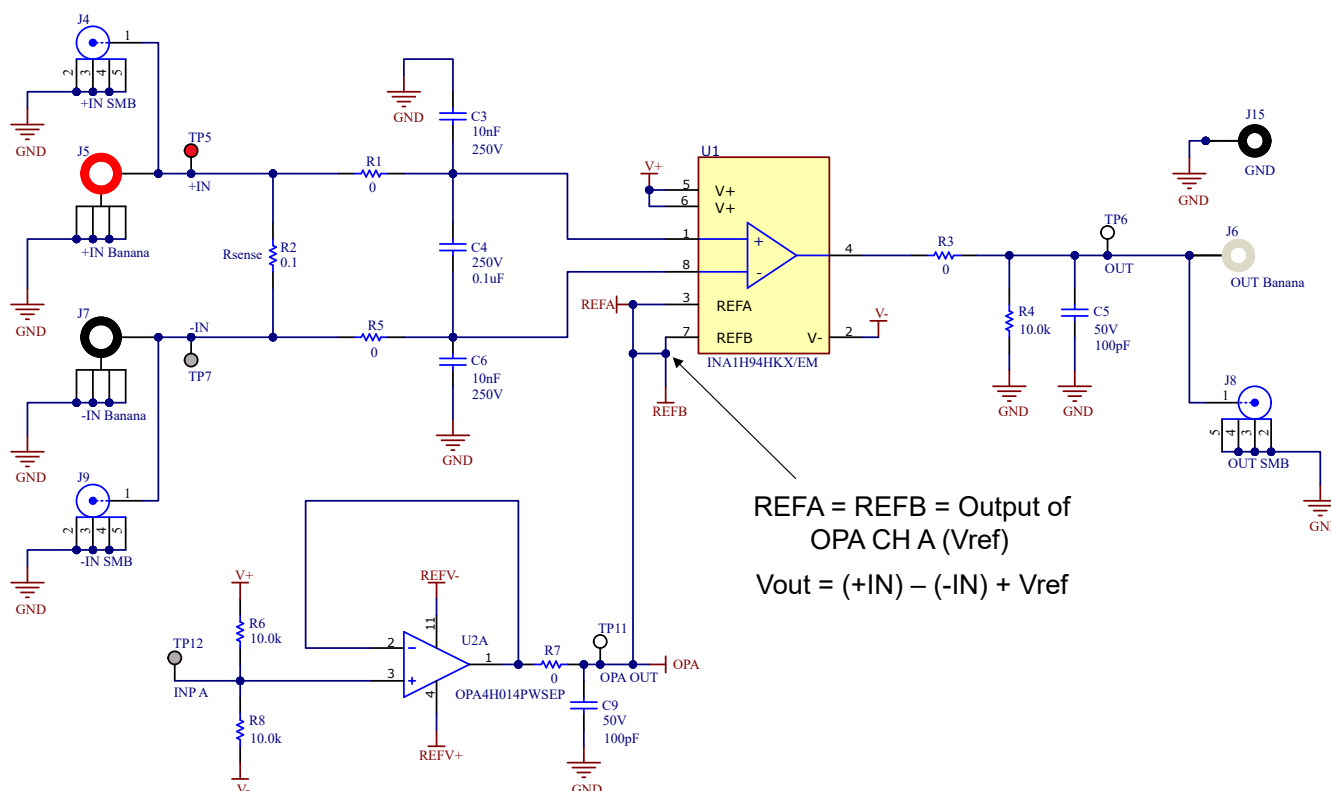 J4
1
2
3
4
5
+IN SMB
GND
J5
+IN Banana
GND
TP5
+IN
R2
0.1
Rsense
R1
0
GND
C3
10nF
250V
C4
250V
0.1uF
J7
-IN Banana
GND
-IN
TP7
R5
0
C6
10nF
250V
GND
J9
1
2
3
4
5
-IN SMB
GND
U1
V+
5
V+
6
V+
1
+
8
-
REFA
3
REFA
7
REFB
REFB
4
V-
2
V-
INA1H94HKX/EM
R3
0
R4
10.0k
GND
C5
50V
100pF
GND
TP6
OUT
J15
GND
GND
J6
OUT Banana
J8
1
5
4
3
2
OUT SMB
GND
REFA = REFB = Output of
OPA CH A (Vref)
Vout = (+IN) – (-IN) + Vref
V+
R6
10.0k
TP12
INP A
R8
10.0k
V-
REFV-
11
2
-
3
+
1
4
U2A
OPA4H014PWSEP
REFV+
R7
0
TP11
OPA OUT
OPA
C9
50V
100pF
GND